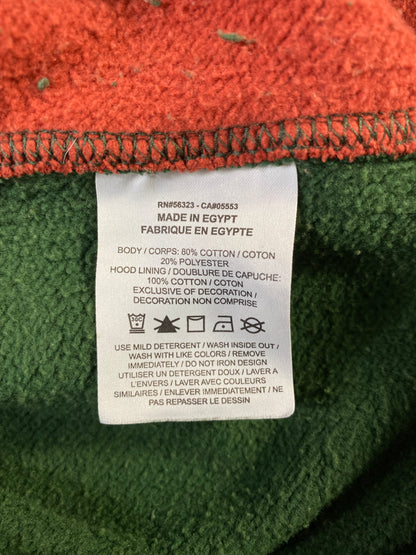 RN#56323 - CA#05553
MADE IN EGYPT
FABRIQUE EN EGYPTE
BODY / CORPS: 80% COTTON / COTON
20% POLYESTER
HOOD LINING / DOUBLURE DE CAPUCHE:
100% COTTON / COTON
EXCLUSIVE OF DECORATION /
DECORATION NON COMPRISE
USE MILD DETERGENT / WASH INSIDE OUT /
WASH WITH LIKE COLORS / REMOVE
IMMEDIATELY / DO NOT IRON DESIGN
UTILISER UN DETERGENT DOUX / LAVER A
L'ENVERS / LAVER AVEC COULEURS
SIMILAIRES / ENLEVER IMMEDIATEMENT / NE
PAS REPASSER LE DESSIN